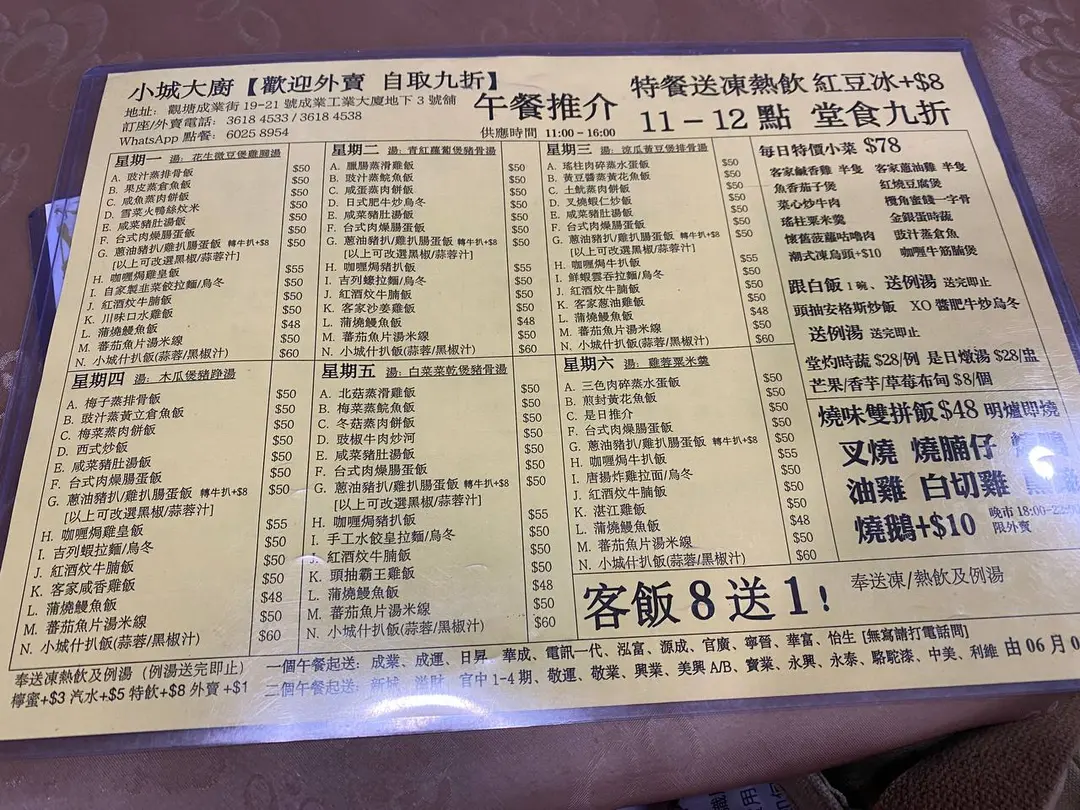 小城大廚【歡迎外賣 自取九折】
地址: 觀塘成業街 19-21 號成業工業大廈地下 3 號舖
訂座/外賣電話: 3618 4533 / 3618 4538
WhatsApp 點餐: 6025 8954
午餐推介
供應時間 11:00 - 16:00
特餐送凍熱飲 紅豆冰+$8
11 – 12 點 堂食九折
星期一 湯: 花生微豆煲雞腳湯
A. 豉汁蒸排骨飯 $50
B. 果皮蒸倉魚飯 $50
C. 咸魚蒸肉餅飯 $50
D. 雪菜火鴨絲炆米 $50
E. 咸菜豬肚湯飯 $50
F. 台式肉燥腸蛋飯 $50
G. 蔥油豬扒/雞扒腸蛋飯 轉牛扒+$8 $50
[以上可改選黑椒/蒜蓉汁]
H. 咖喱焗雞皇飯 $55
I. 自家製韭菜餃拉麵/烏冬 $50
J. 紅酒炆牛腩飯 $50
K. 川味口水雞飯 $50
L. 蒲燒鰻魚飯 $48
M. 蕃茄魚片湯米線 $50
N. 小城什扒飯(蒜蓉/黑椒汁) $60
星期二 湯: 青紅蘿蔔煲豬骨湯
A. 臘腸蒸滑雞飯 $50
B. 豉汁蒸鯇魚飯 $50
C. 咸蛋蒸肉餅飯 $50
D. 日式肥牛炒烏冬 $50
E. 咸菜豬肚湯飯 $50
F. 台式肉燥腸蛋飯 $50
G. 蔥油豬扒/雞扒腸蛋飯 轉牛扒+$8 $50
[以上可改選黑椒/蒜蓉汁]
H. 咖喱焗豬扒飯 $55
I. 吉列蠔拉麵/烏冬 $50
J. 紅酒炆牛腩飯 $50
K. 客家沙姜雞飯 $50
L. 蒲燒鰻魚飯 $48
M. 蕃茄魚片湯米線 $50
N. 小城什扒飯(蒜蓉/黑椒汁) $60
星期三 湯: 涼瓜黃豆煲排骨湯
A. 瑤柱肉碎蒸水蛋飯 $50
B. 黃豆醬蒸黃花魚飯 $50
C. 土魷蒸肉餅飯 $50
D. 叉燒蝦仁炒飯 $50
E. 咸菜豬肚湯飯 $50
F. 台式肉燥腸蛋飯 $50
G. 蔥油豬扒/雞扒腸蛋飯 轉牛扒+$8 $50
[以上可改選黑椒/蒜蓉汁]
H. 咖喱焗牛扒飯 $55
I. 鮮蝦雲吞拉麵/烏冬 $50
J. 紅酒炆牛腩飯 $50
K. 客家蔥油雞飯 $50
L. 蒲燒鰻魚飯 $48
M. 蕃茄魚片湯米線 $50
N. 小城什扒飯(蒜蓉/黑椒汁) $60
星期四 湯: 木瓜煲豬踭湯
A. 梅子蒸排骨飯 $50
B. 豉汁蒸黃立倉魚飯 $50
C. 梅菜蒸肉餅飯 $50
D. 西式炒飯 $50
E. 咸菜豬肚湯飯 $50
F. 台式肉燥腸蛋飯 $50
G. 蔥油豬扒/雞扒腸蛋飯 轉牛扒+$8 $50
[以上可改選黑椒/蒜蓉汁]
H. 咖喱焗雞皇飯 $55
I. 吉列蝦拉麵/烏冬 $50
J. 紅酒炆牛腩飯 $50
K. 客家咸香雞飯 $50
L. 蒲燒鰻魚飯 $48
M. 蕃茄魚片湯米線 $50
N. 小城什扒飯(蒜蓉/黑椒汁) $60
星期五 湯: 白菜菜乾煲豬骨湯
A. 北菇蒸滑雞飯 $50
B. 梅菜蒸鯇魚飯 $50
C. 冬菇蒸肉餅飯 $50
D. 豉椒牛肉炒河 $50
E. 咸菜豬肚湯飯 $50
F. 台式肉燥腸蛋飯 $50
G. 蔥油豬扒/雞扒腸蛋飯 轉牛扒+$8 $50
[以上可改選黑椒/蒜蓉汁]
H. 咖喱焗豬扒飯 $55
I. 手工水餃皇拉麵/烏冬 $50
J. 紅酒炆牛腩飯 $50
K. 頭抽霸王雞飯 $50
L. 蒲燒鰻魚飯 $48
M. 蕃茄魚片湯米線 $50
N. 小城什扒飯(蒜蓉/黑椒汁) $60
星期六 湯: 雞蓉粟米羹
A. 三色肉碎蒸水蛋飯 $50
B. 煎封黃花魚飯 $50
C. 是日推介 $50
F. 台式肉燥腸蛋飯 $50
G. 蔥油豬扒/雞扒腸蛋飯 轉牛扒+$8 $50
H. 咖喱焗牛扒飯 $55
I. 唐揚炸雞拉面/烏冬 $50
J. 紅酒炆牛腩飯 $50
K. 湛江雞飯 $50
L. 蒲燒鰻魚飯 $48
M. 蕃茄魚片湯米線 $50
N. 小城什扒飯(蒜蓉/黑椒汁) $60
每日特價小菜 $78
客家鹹香雞 半隻 客家蔥油雞 半隻
魚香茄子煲 紅燒豆腐煲
菜心炒牛肉 欖角蜜餞一字骨
瑤柱粟米羹 金銀蛋時蔬
懷舊菠蘿咕嚕肉 豉汁蒸倉魚
潮式凍烏頭+$10 咖喱牛筋腩煲
跟白飯 1 碗、送例湯 送完即止
頭抽安格斯炒飯 XO 醬肥牛炒烏冬
送例湯 送完即止
堂灼時蔬 $28/例 是日燉湯 $28/盅
芒果/香芋/草莓布甸 $8/個
燒味雙拼飯 $48 明爐即燒
叉燒 燒腩仔
油雞 白切雞
燒鵝+$10 晚市 18:00-22:
限外賣
客飯 8 送 1!
奉送凍/熱飲及例湯
奉送凍熱飲及例湯 (例湯送完即止)
檸蜜+$3 汽水+$5 特飲+$8 外賣 +$1
一個午餐起送: 成業、成運、日昇、華成、電訊一代、泓富、源成、官廣、寧晉、華富、怡生 [無寫請打電話問]
二個午餐起送: 新城、溢財、官中 1-4 期、敬運、敬業、興業、美興 A/B、寶業、永興、永泰、駱駝漆、中美、利維 由 06 月 0